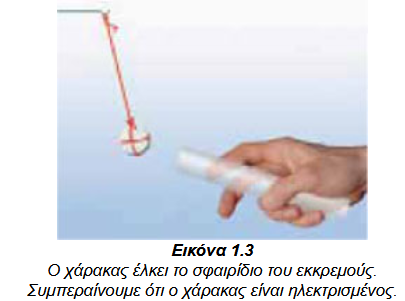 Εικόνα 1.3
Ο χάρακας έλκει το σφαιρίδιο του εκκρεμούς.
Συμπεραίνουμε ότι ο χάρακας είναι ηλεκτρισμένος.